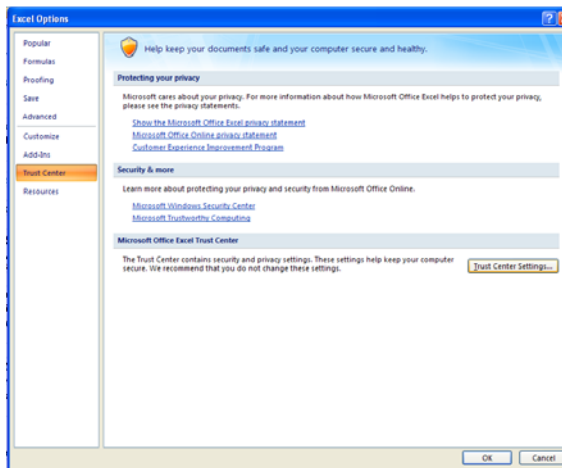 Excel Options
Popular
Formulas
Proofing
Save
Advanced
Customize
Add-Ins
Trust Center
Resources
Help keep your documents safe and your computer secure and healthy.
Protecting your privacy
Microsoft cares about your privacy. For more information about how Microsoft Office Excel helps to protect your privacy,
please see the privacy statements.
Show the Microsoft Office Excel privacy statement
Microsoft Office Online privacy statement
Customer Experience Improvement Program
Security & more
Learn more about protecting your privacy and security from Microsoft Office Online.
Microsoft Windows Security Center
Microsoft Trustworthy Computing
Microsoft Office Excel Trust Center
The Trust Center contains security and privacy settings. These settings help keep your computer
secure. We recommend that you do not change these settings.
Trust Center Settings...
OK
Cancel